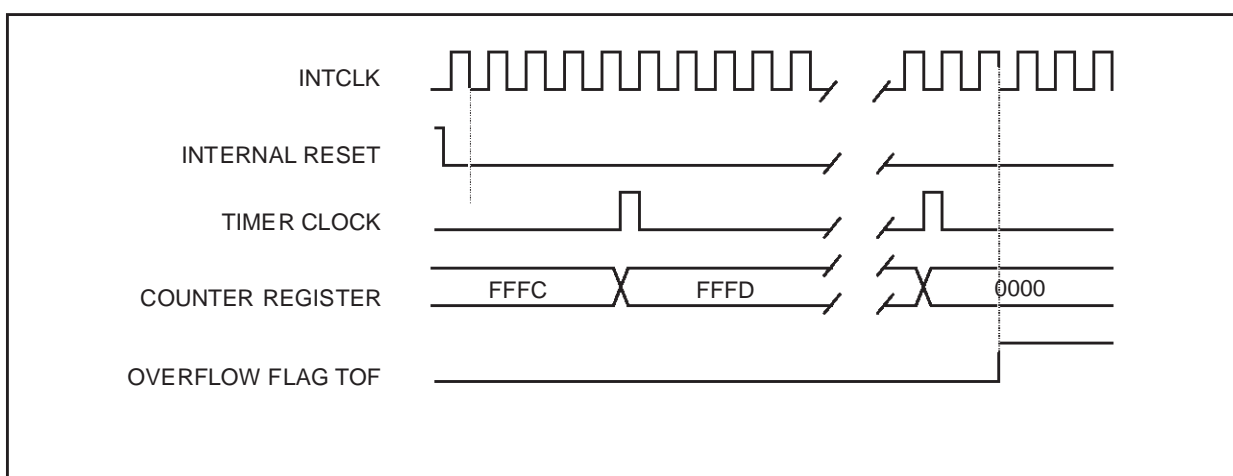 INTCLK
INTERNAL RESET
TIMER CLOCK
COUNTER REGISTER FFFC FFFD 0000
OVERFLOW FLAG TOF